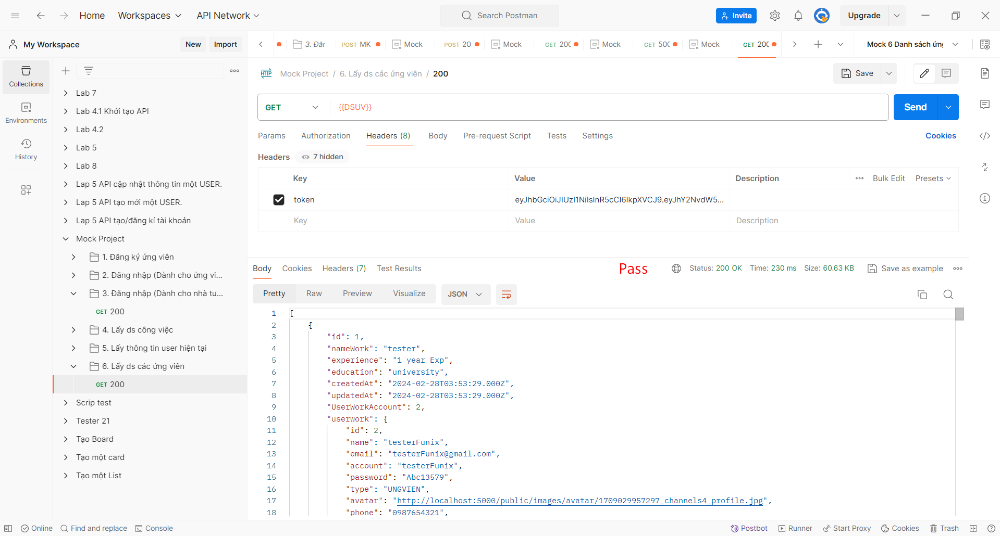 Home Workspaces API Network Search Postman Invite Upgrade
My Workspace New Import 3. Đăr POST MK Mock POST 20 Mock GET 200 Mock GET 500 Mock GET 200 Mock 6 Danh sách ứng
Collections
Environments
History
Lab 7
Lab 4.1 Khởi tạo API
Lab 4.2
Lab 5
Lab 8
Lap 5 API cập nhật thông tin một USER.
Lap 5 API tạo mới một USER.
Lap 5 API tạo/đăng kí tài khoản
Mock Project
1. Đăng ký ứng viên
2. Đăng nhập (Dành cho ứng vi...
3. Đăng nhập (Dành cho nhà tu...
GET 200
4. Lấy ds công việc
5. Lấy thông tin user hiện tại
6. Lấy ds các ứng viên
GET 200
Scrip test
Tester 21
Tạo Board
Tạo một card
Tạo một List
HTTP Mock Project / 6. Lấy ds các ứng viên / 200 Save
GET {{DSUV}} Send
Params Authorization Headers (8) Body Pre-request Script Tests Settings Cookies
Headers 7 hidden
Key Value Description Bulk Edit Presets
token eyJhbGciOiJIUzI1NiIsInR5cCI6IkpXVCJ9.eyJhY2NvdW5...
Key Value Description
Body Cookies Headers (7) Test Results Pass Status: 200 OK Time: 230 ms Size: 60.63 KB Save as example
Pretty Raw Preview Visualize JSON
1 [
2 {
3 "id": 1,
4 "nameWork": "tester",
5 "experience": "1 year Exp",
6 "education": "university",
7 "createdAt": "2024-02-28T03:53:29.000Z",
8 "updatedAt": "2024-02-28T03:53:29.000Z",
9 "UserWorkAccount": 2,
10 "userwork": {
11 "id": 2,
12 "name": "testerFunix",
13 "email": "testerFunix@gmail.com",
14 "account": "testerFunix",
15 "password": "Abc13579",
16 "type": "UNGVIEN",
17 "avatar": "http://localhost:5000/public/images/avatar/1709029957297_channels4_profile.jpg",
18 "phone": "0987654321",
Online Find and replace Console Postbot Runner Start Proxy Cookies Trash